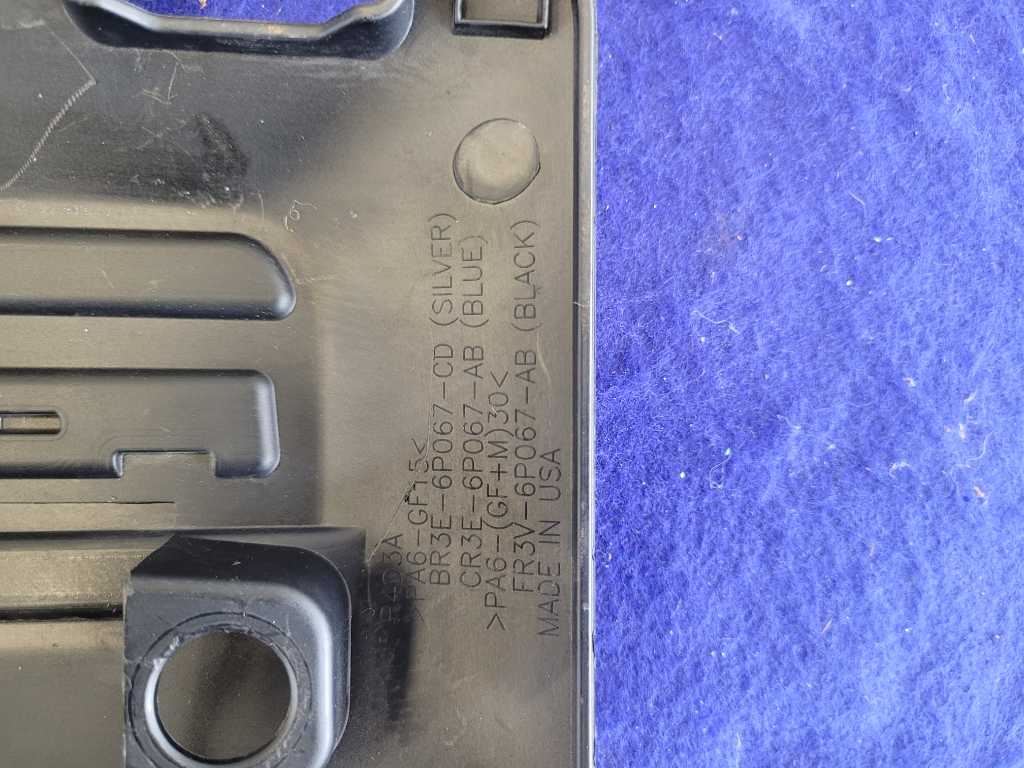 >PA6-GF15<
BR3E-6P067-CD (SILVER)
CR3E-6P067-AB (BLUE)
>PA6-(GF+M)30<
FR3V-6P067-AB (BLACK)
MADE IN USA